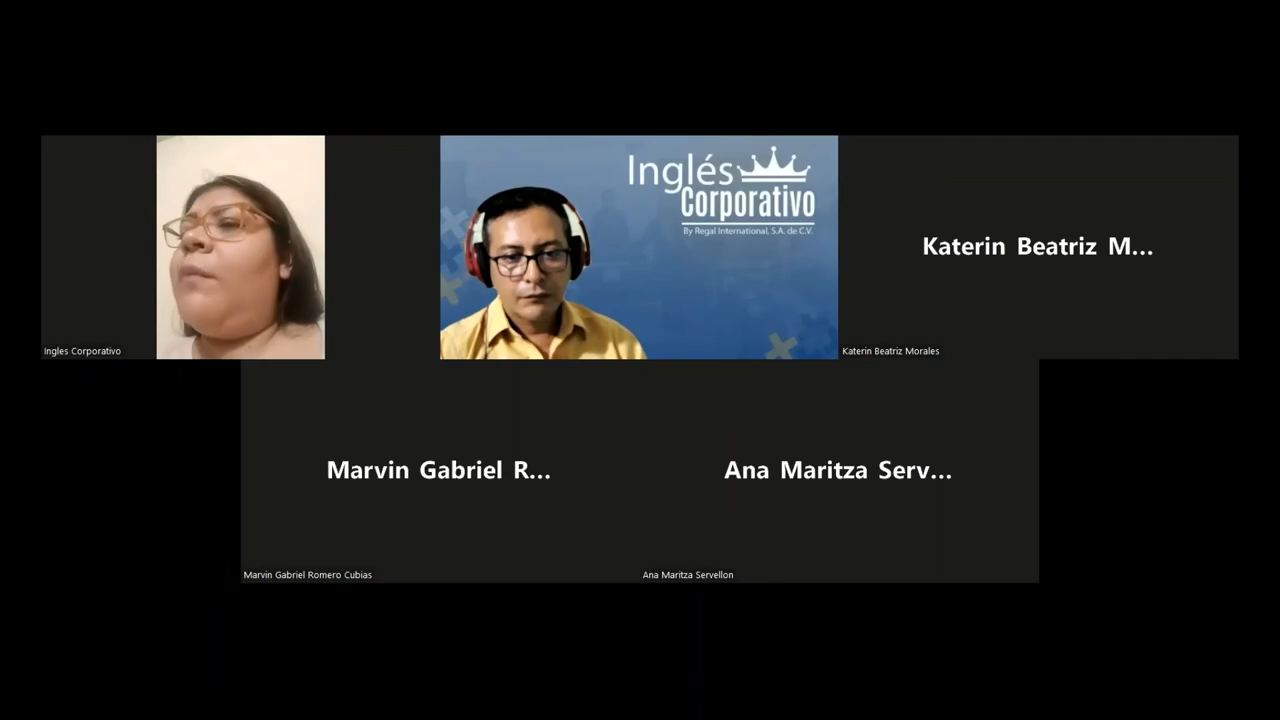 Inglés
Corporativo
By Regal International, S.A. de C.V.
Katerin Beatriz M...
Ingles Corporativo
Katerin Beatriz Morales
Marvin Gabriel R...
Ana Maritza Serv...
Marvin Gabriel Romero Cubias
Ana Maritza Servellon